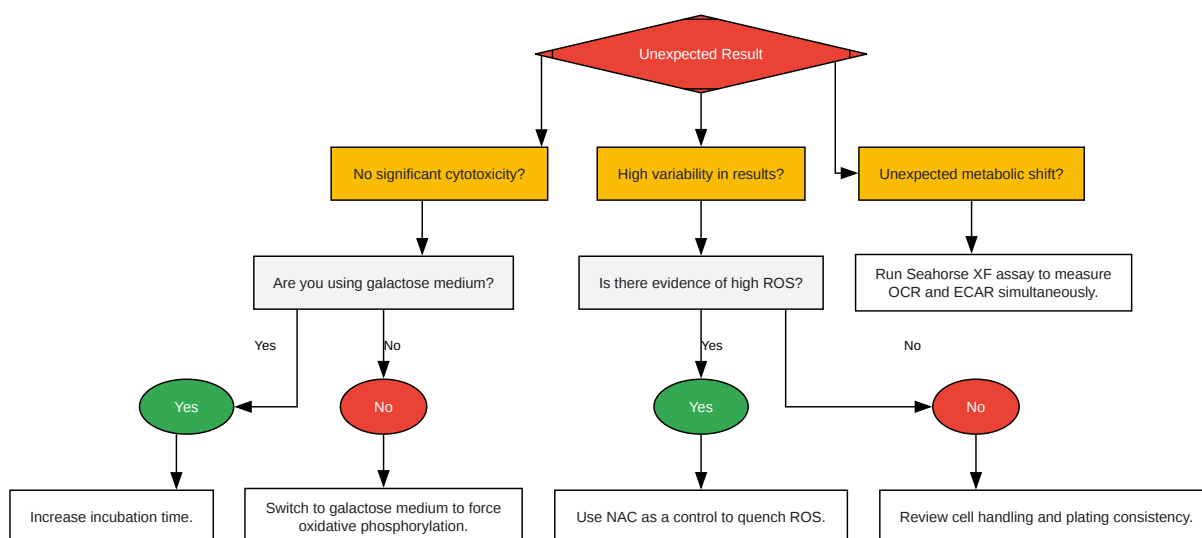 Unexpected Result
No significant cytotoxicity?
High variability in results?
Unexpected metabolic shift?
Are you using galactose medium?
Is there evidence of high ROS?
Run Seahorse XF assay to measure
OCR and ECAR simultaneously.
Yes
No
Yes
No
Yes
No
Yes
No
Increase incubation time.
Switch to galactose medium to force
oxidative phosphorylation.
Use NAC as a control to quench ROS.
Review cell handling and plating consistency.